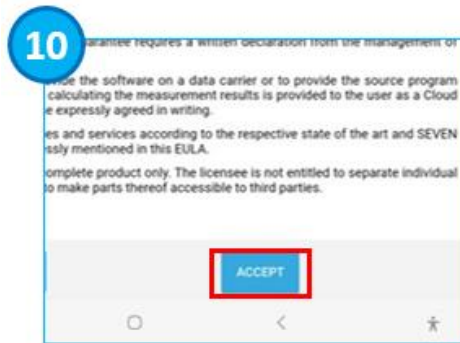 10
guarantee requires a written declaration from the management of
the software on a data carrier or to provide the source program
calculating the measurement results is provided to the user as a Cloud
e expressly agreed in writing.
es and services according to the respective state of the art and SEVEN
ssly mentioned in this EULA.
omplete product only. The licensee is not entitled to separate individual
o make parts thereof accessible to third parties.
ACCEPT